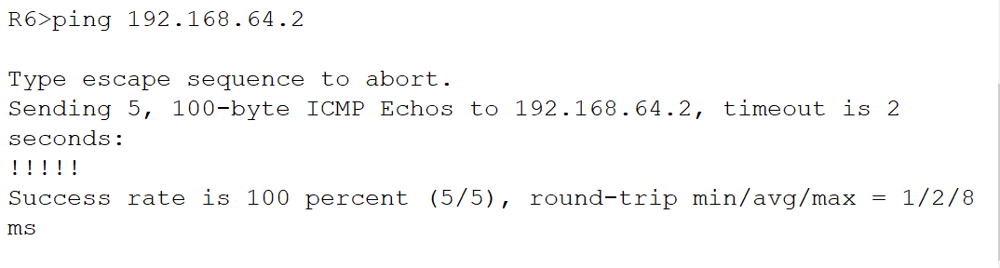 R6>ping 192.168.64.2
Type escape sequence to abort.
Sending 5, 100-byte ICMP Echos to 192.168.64.2, timeout is 2
seconds:
!!!!!
Success rate is 100 percent (5/5), round-trip min/avg/max = 1/2/8
ms